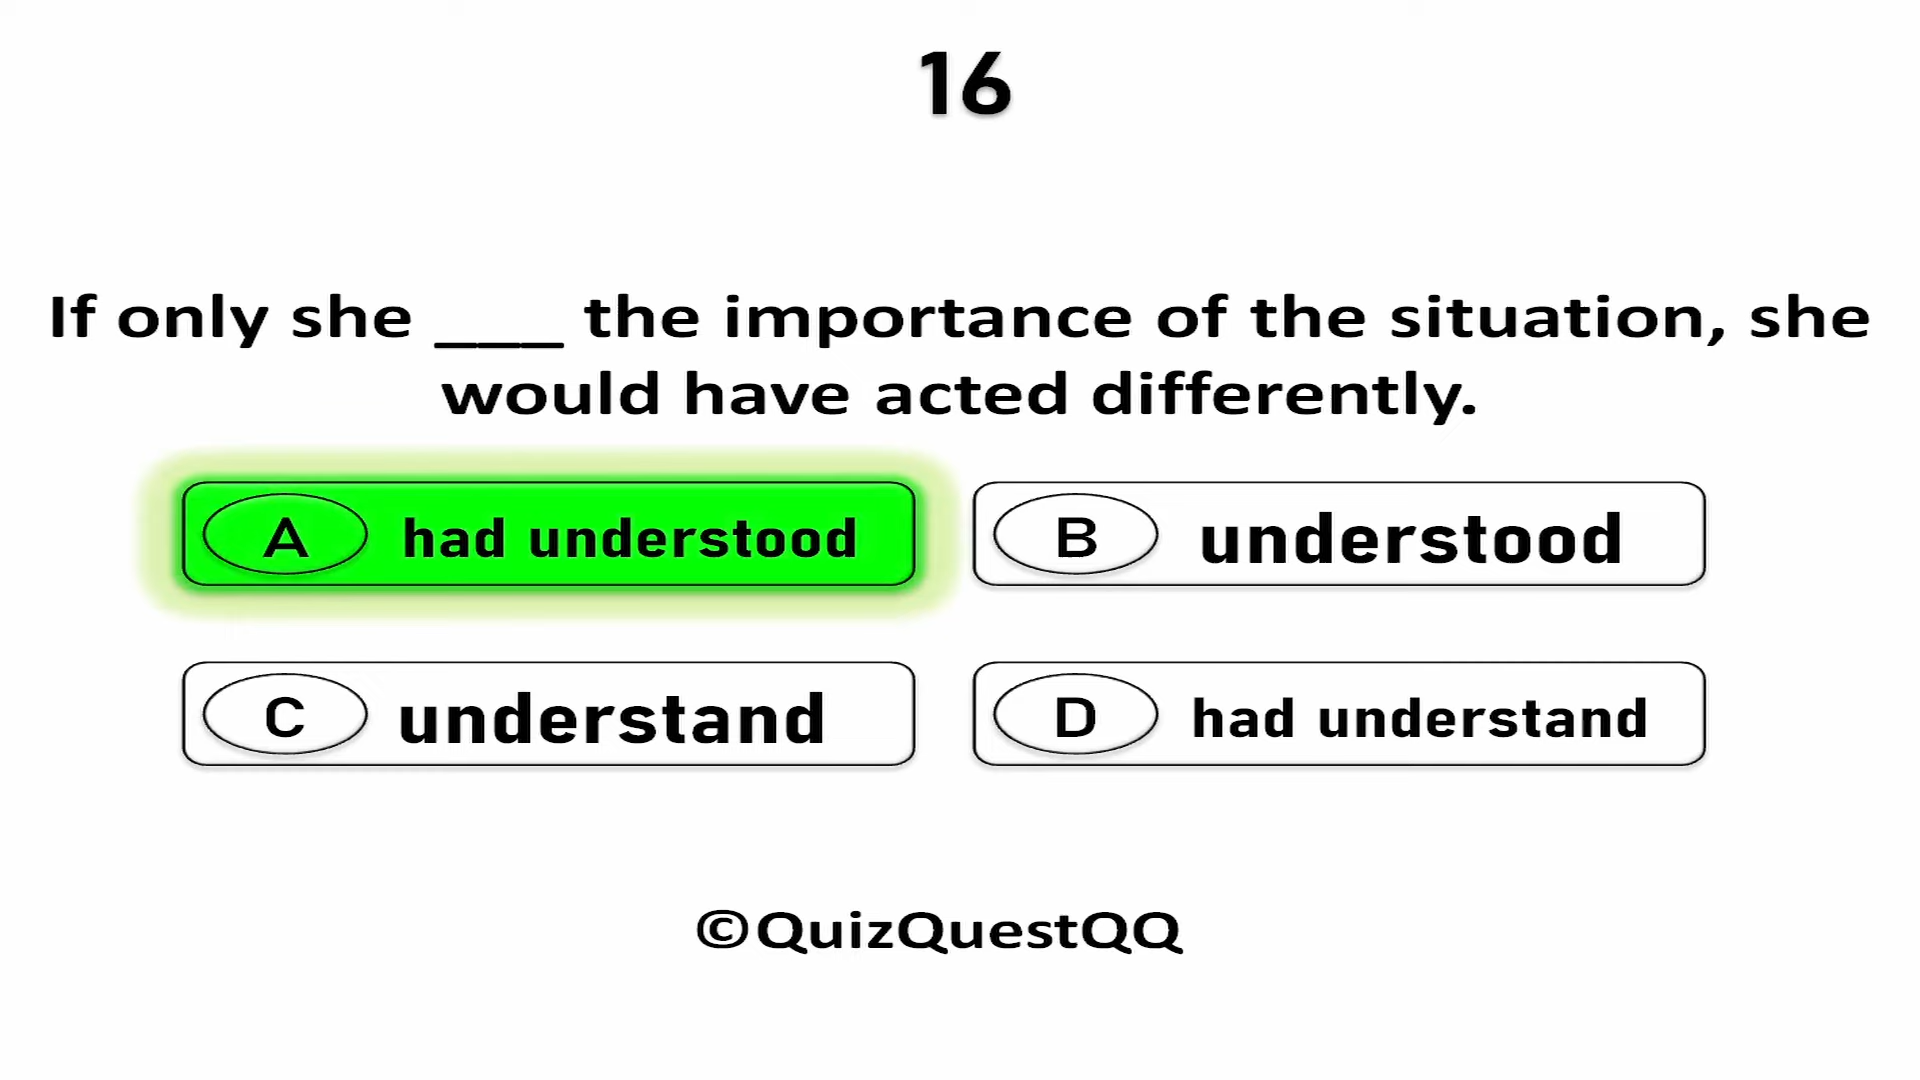 16
If only she ___ the importance of the situation, she
would have acted differently.
A had understood
B understood
C understand
D had understand
©QuizQuestQQ